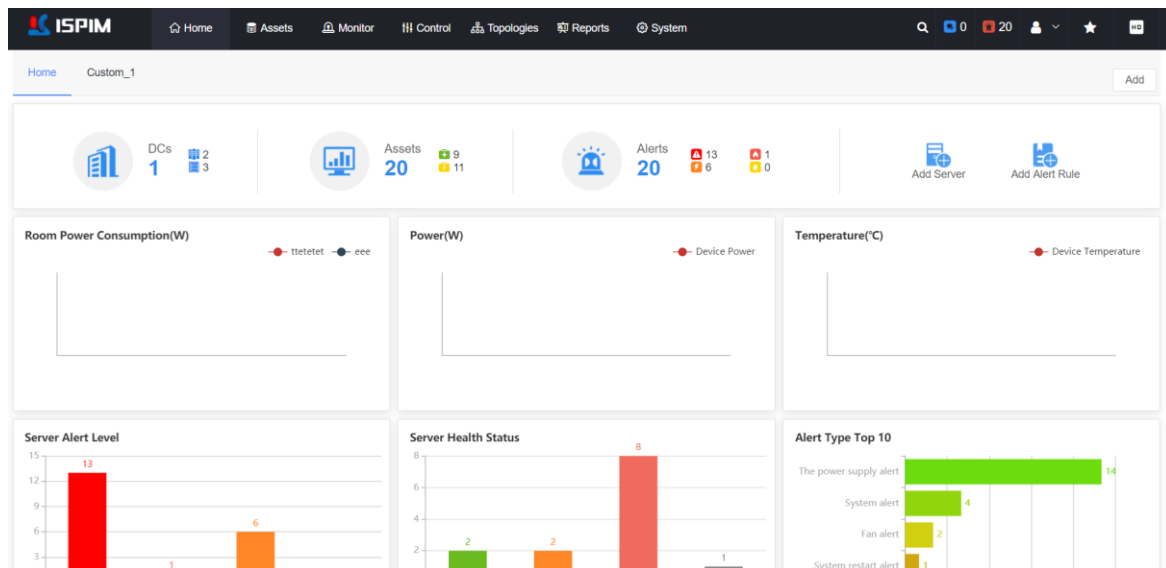 ISPIM Home Assets Monitor Control Topologies Reports System 0 20 HD
Home Custom_1 Add
DCs 2
1 3
Assets 9
20 11
Alerts 13 1
20 6 0
Add Server Add Alert Rule
Room Power Consumption(W)
ttetetet eee
Power(W)
Device Power
Temperature(℃)
Device Temperature
Server Alert Level
15
12
9
6
3
13
1
6
Server Health Status
8
6
4
2
2
2
8
1
Alert Type Top 10
The power supply alert 14
System alert 4
Fan alert 2
System restart alert 1